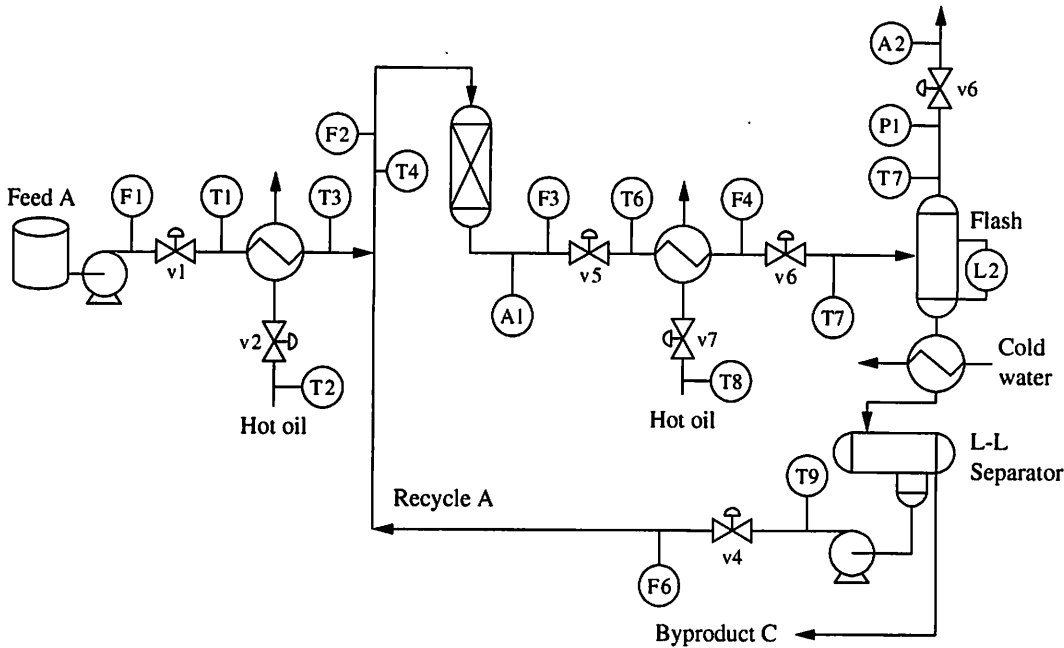 A2
v6
F2
P1
T4
Feed A
F1
T1
T3
F3
T6
F4
T7
Flash
v1
v5
v6
L2
A1
T7
v2
v7
Cold
water
T2
T8
Hot oil
Hot oil
L-L
Separator
T9
Recycle A
v4
F6
Byproduct C